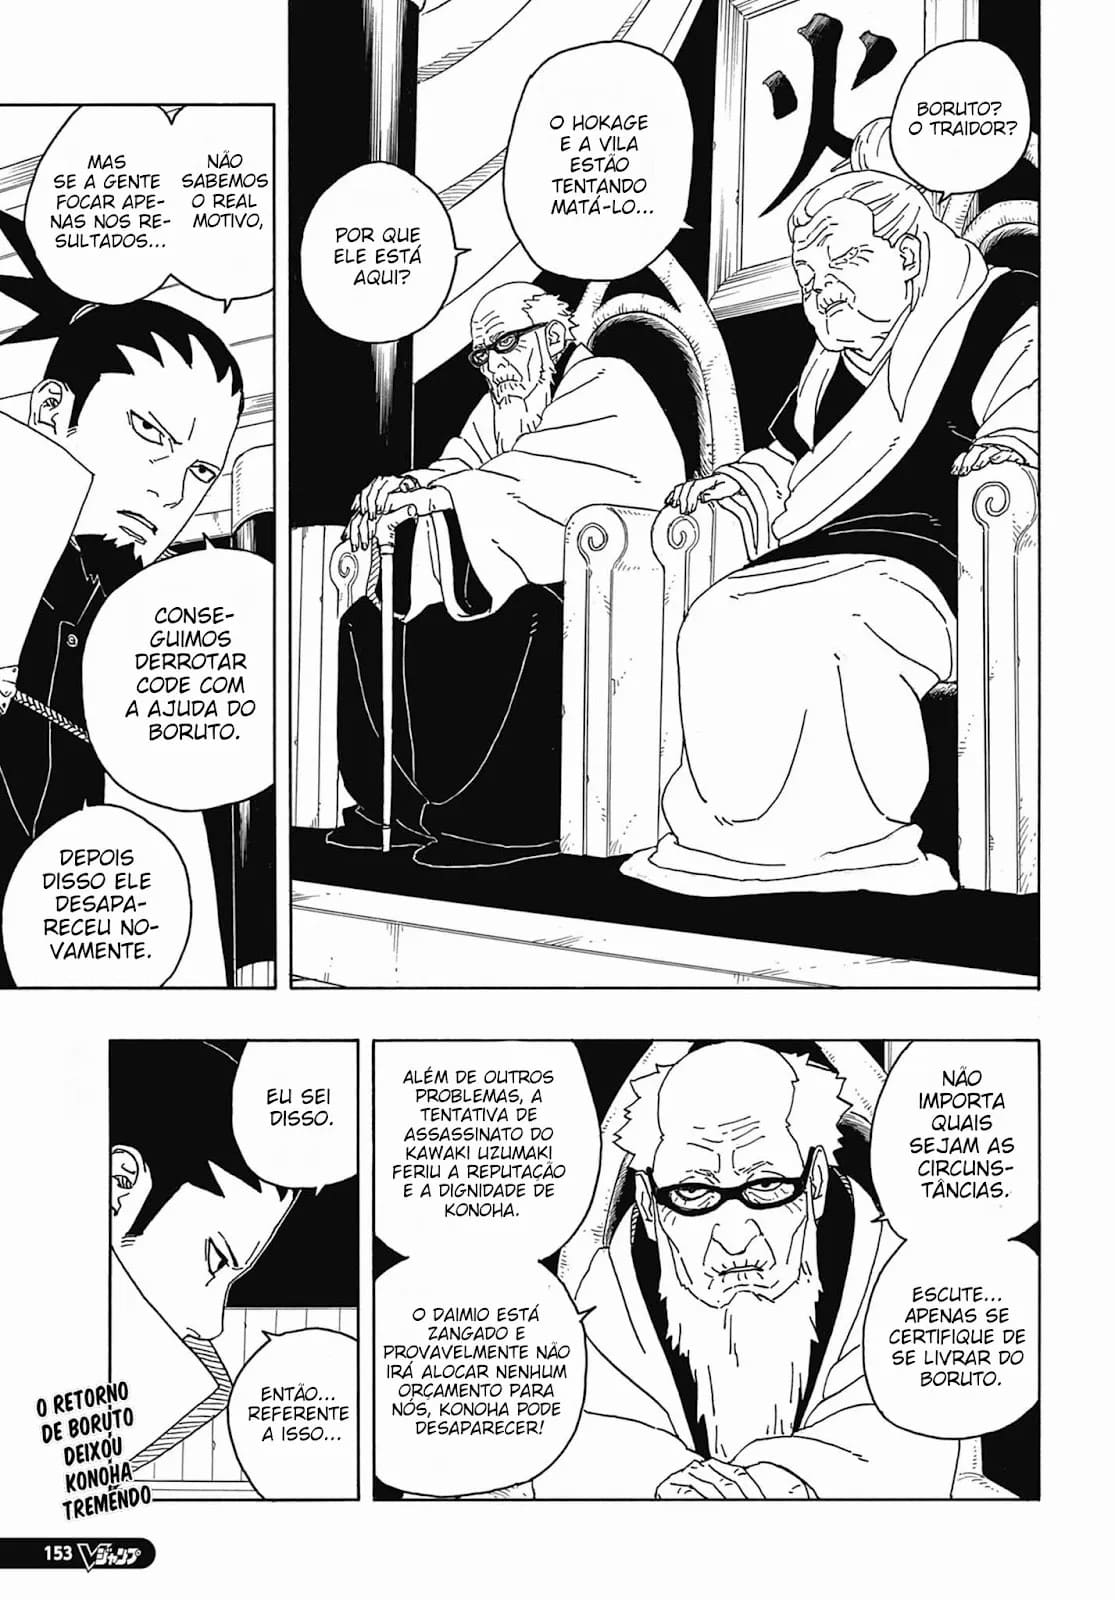 BORUTO?
O TRAIDOR?
火
O HOKAGE
E A VILA
ESTÃO
TENTANDO
MATÁ-LO...
POR QUE
ELE ESTÁ
AQUI?
NÃO
SABEMOS
O REAL
MOTIVO,
MAS
SE A GENTE
FOCAR APE-
NAS NOS RE-
SULTADOS...
CONSE-
GUIMOS
DERROTAR
CODE COM
A AJUDA DO
BORUTO.
DEPOIS
DISSO ELE
DESAPA-
RECEU NO-
VAMENTE.
NÃO
IMPORTA
QUAIS
SEJAM AS
CIRCUNS-
TÂNCIAS.
ESCUTE...
APENAS SE
CERTIFIQUE DE
SE LIVRAR DO
BORUTO.
ALÉM DE OUTROS
PROBLEMAS, A
TENTATIVA DE
ASSASSINATO DO
KAWAKI UZUMAKI
FERIU A REPUTAÇÃO
E A DIGNIDADE DE
KONOHA.
O DAIMIO ESTÁ
ZANGADO E
PROVAVELMENTE NÃO
IRÁ ALOCAR NENHUM
ORÇAMENTO PARA
NÓS, KONOHA PODE
DESAPARECER!
EU SEI
DISSO.
ENTÃO...
REFERENTE
A ISSO...
O RETORNO
DE BORUTO
DEIXOU
KONOHA
TREMENDO
153 Vジャンプ